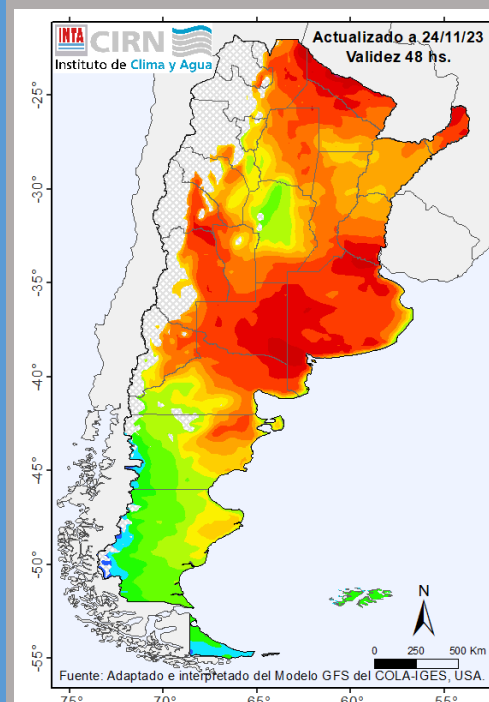 INTA CIRN
Instituto de Clima y Agua
Actualizado a 24/11/23
Validez 48 hs.
-25°
-30°
-35°
-40°
-45°
-50°
-55°
N
0 250 500 Km
Fuente: Adaptado e interpretado del Modelo GFS del COLA-IGES, USA.
-75° -70° -65° -60° -55°